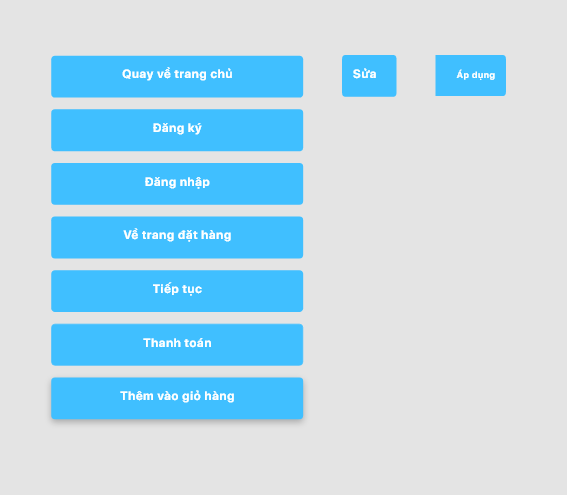 Quay về trang chủ
Sửa
Áp dụng
Đăng ký
Đăng nhập
Về trang đặt hàng
Tiếp tục
Thanh toán
Thêm vào giỏ hàng